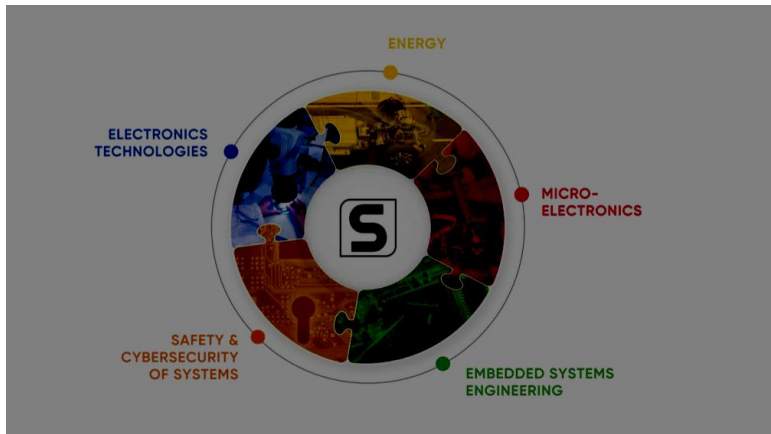 ENERGY
ELECTRONICS
TECHNOLOGIES
MICRO-
ELECTRONICS
S
SAFETY &
CYBERSECURITY
OF SYSTEMS
EMBEDDED SYSTEMS
ENGINEERING